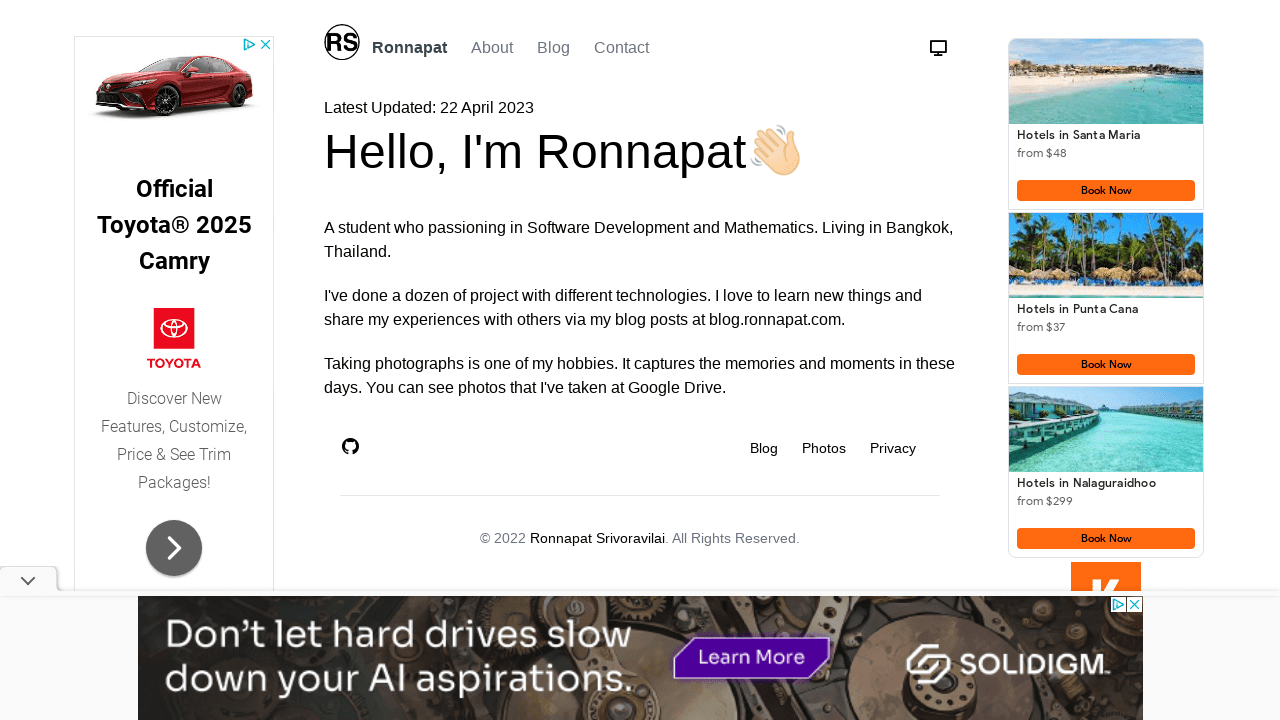 RS
Ronnapat About Blog Contact
Latest Updated: 22 April 2023
Hello, I'm Ronnapat
A student who passioning in Software Development and Mathematics. Living in Bangkok,
Thailand.
I've done a dozen of project with different technologies. I love to learn new things and
share my experiences with others via my blog posts at blog.ronnapat.com.
Taking photographs is one of my hobbies. It captures the memories and moments in these
days. You can see photos that I've taken at Google Drive.
Blog Photos Privacy
© 2022 Ronnapat Srivoravilai. All Rights Reserved.
Official
Toyota® 2025
Camry
TOYOTA
Discover New
Features, Customize,
Price & See Trim
Packages!
Hotels in Santa Maria
from $48
Book Now
Hotels in Punta Cana
from $37
Book Now
Hotels in Nalaguraidhoo
from $299
Book Now
K
Don't let hard drives slow
down your AI aspirations.
Learn More
SOLIDIGM